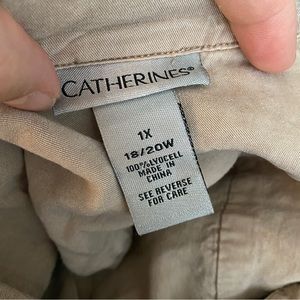 CATHERINES®
1X
18/20W
100%LYOCELL
MADE IN
CHINA
SEE REVERSE
FOR CARE